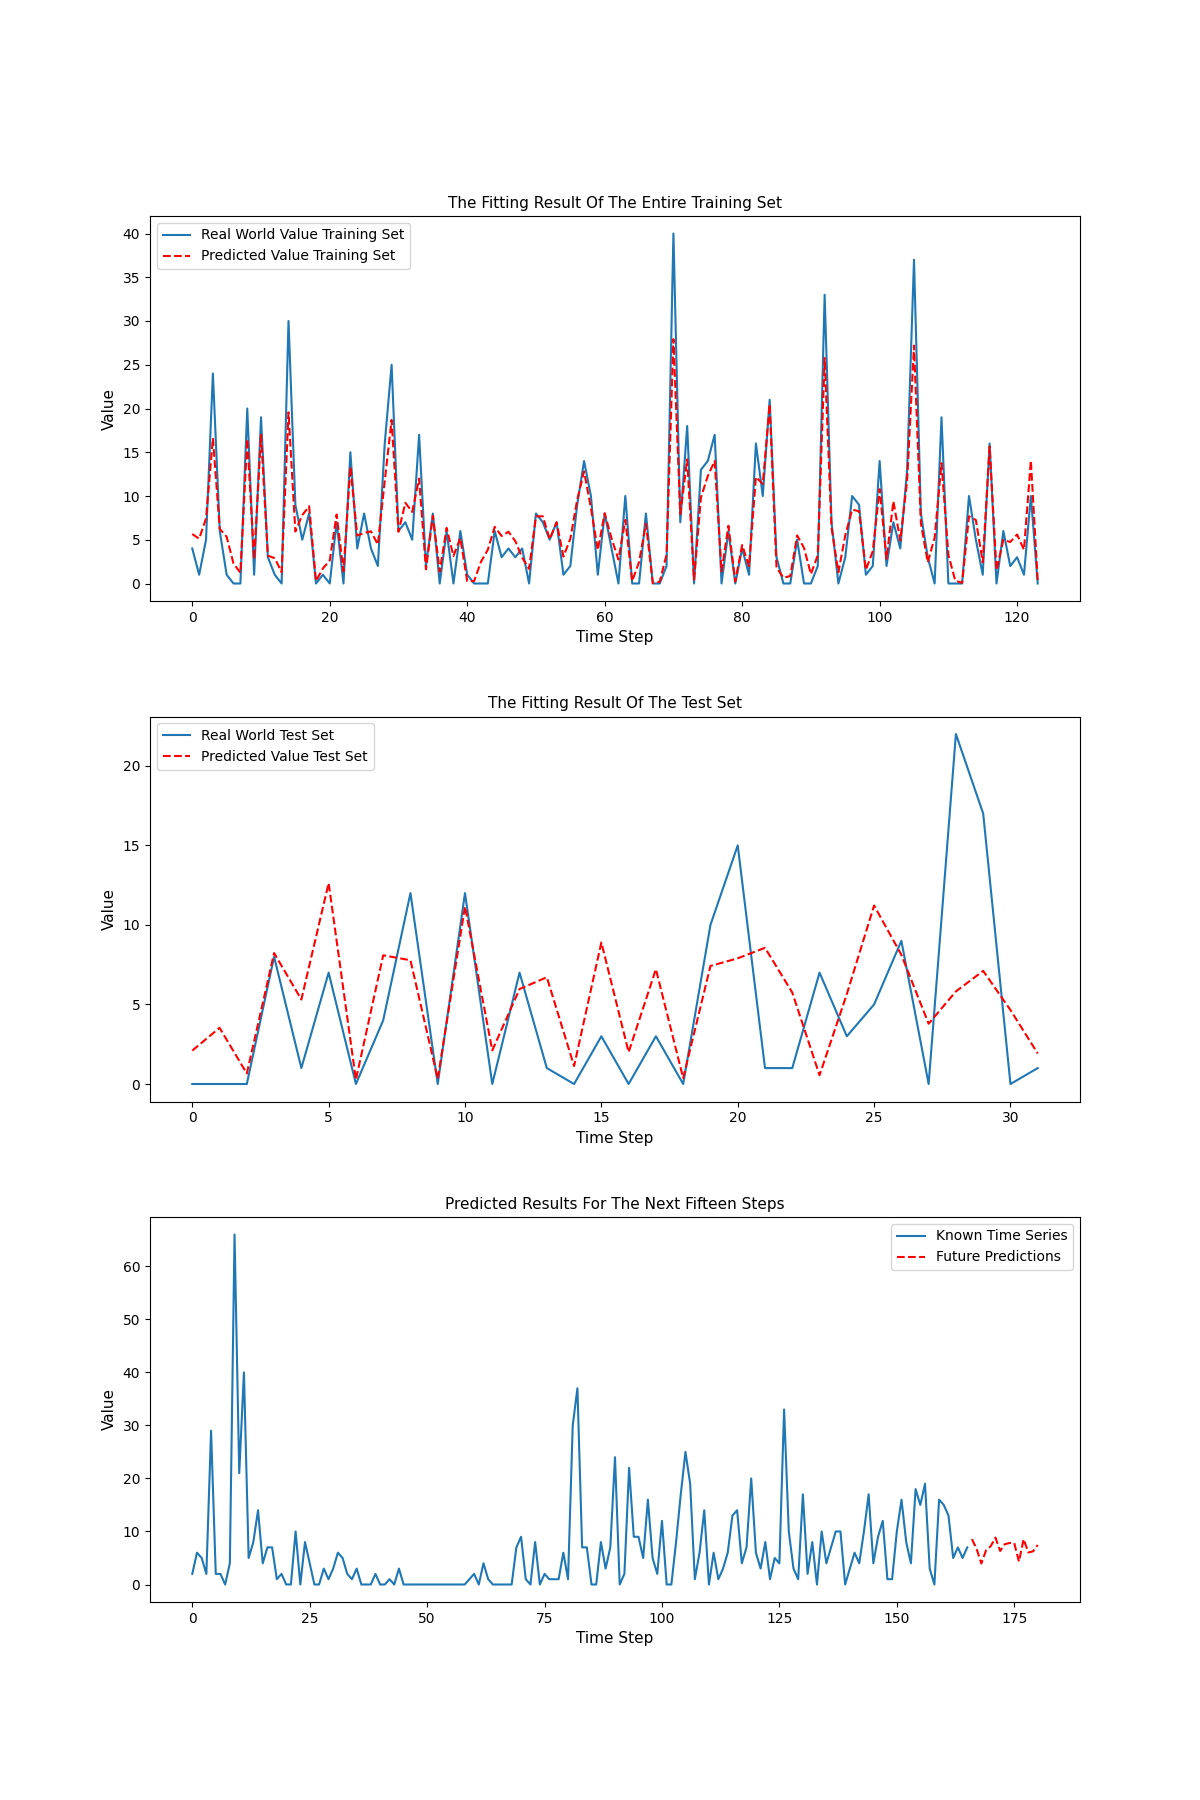 The Fitting Result Of The Entire Training Set
Real World Value Training Set
Predicted Value Training Set
40
35
30
25
20
15
10
5
0
Value
0 20 40 60 80 100 120
Time Step
The Fitting Result Of The Test Set
Real World Test Set
Predicted Value Test Set
20
15
10
5
0
Value
0 5 10 15 20 25 30
Time Step
Predicted Results For The Next Fifteen Steps
Known Time Series
Future Predictions
60
50
40
30
20
10
0
Value
0 25 50 75 100 125 150 175
Time Step